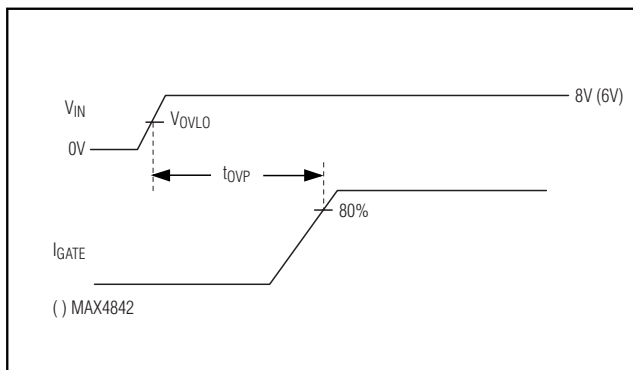 8V (6V)
VIN
VOVLO
0V
tOVP
80%
IGATE
( ) MAX4842